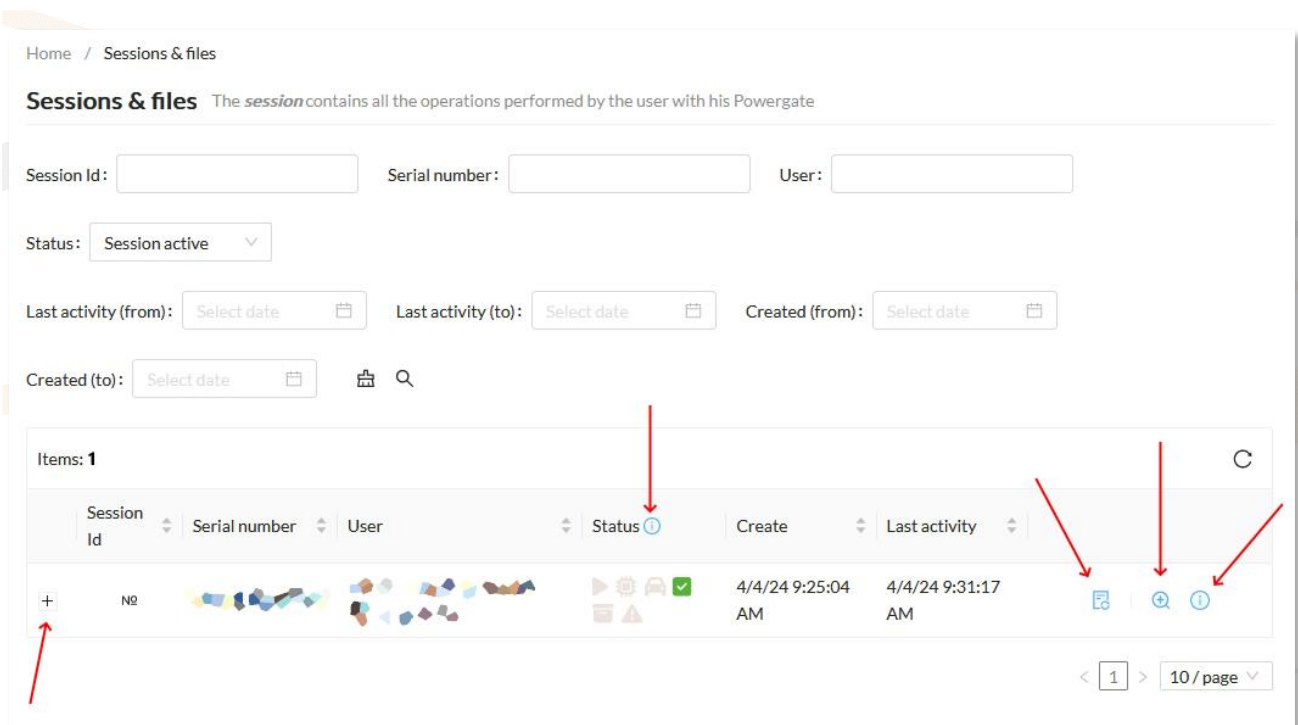 Home / Sessions & files
Sessions & files The session contains all the operations performed by the user with his Powergate
Session Id: Serial number: User:
Status: Session active
Last activity (from): Select date Last activity (to): Select date Created (from): Select date
Created (to): Select date
Items: 1
Session Id Serial number User Status Create Last activity
№ 4/4/24 9:25:04 AM 4/4/24 9:31:17 AM
< 1 > 10 / page